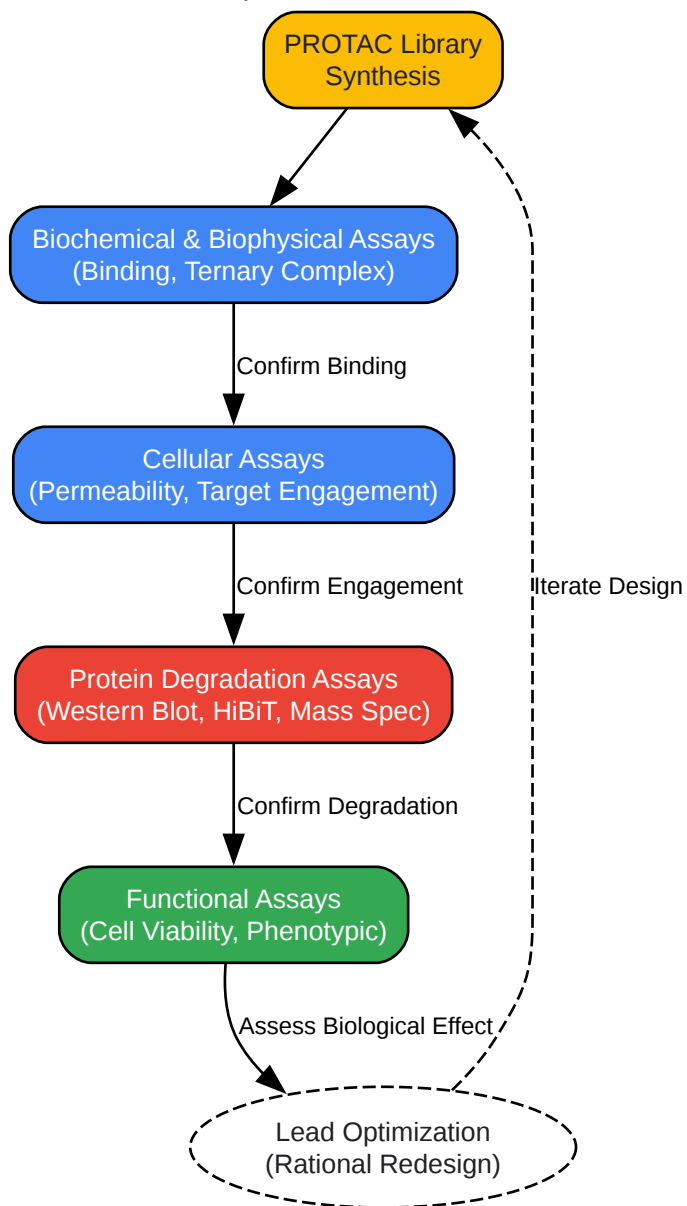 PROTAC Library
Synthesis
Biochemical & Biophysical Assays
(Binding, Ternary Complex)
Confirm Binding
Cellular Assays
(Permeability, Target Engagement)
Confirm Engagement
Iterate Design
Protein Degradation Assays
(Western Blot, HiBiT, Mass Spec)
Confirm Degradation
Functional Assays
(Cell Viability, Phenotypic)
Assess Biological Effect
Lead Optimization
(Rational Redesign)